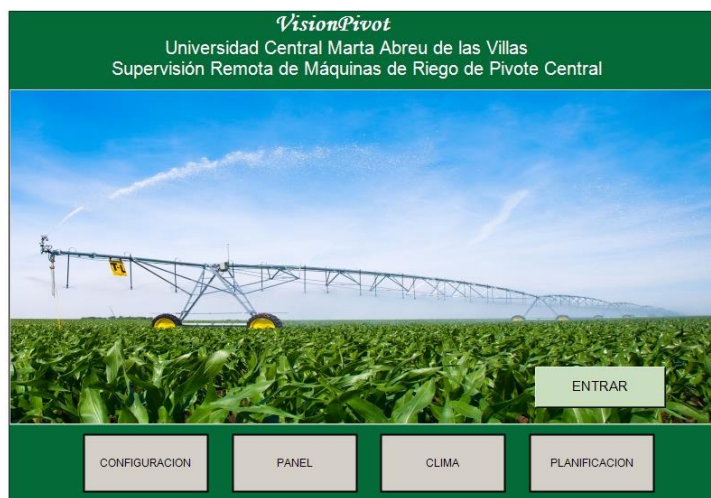 VisionPivot
Universidad Central Marta Abreu de las Villas
Supervisión Remota de Máquinas de Riego de Pivote Central
ENTRAR
CONFIGURACION
PANEL
CLIMA
PLANIFICACION